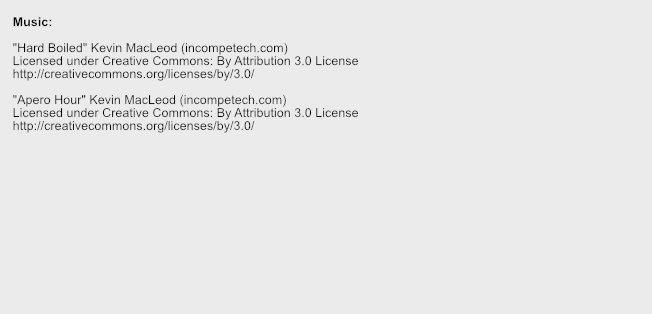 Music:
"Hard Boiled" Kevin MacLeod (incompetech.com)
Licensed under Creative Commons: By Attribution 3.0 License
http://creativecommons.org/licenses/by/3.0/
"Apero Hour" Kevin MacLeod (incompetech.com)
Licensed under Creative Commons: By Attribution 3.0 License
http://creativecommons.org/licenses/by/3.0/